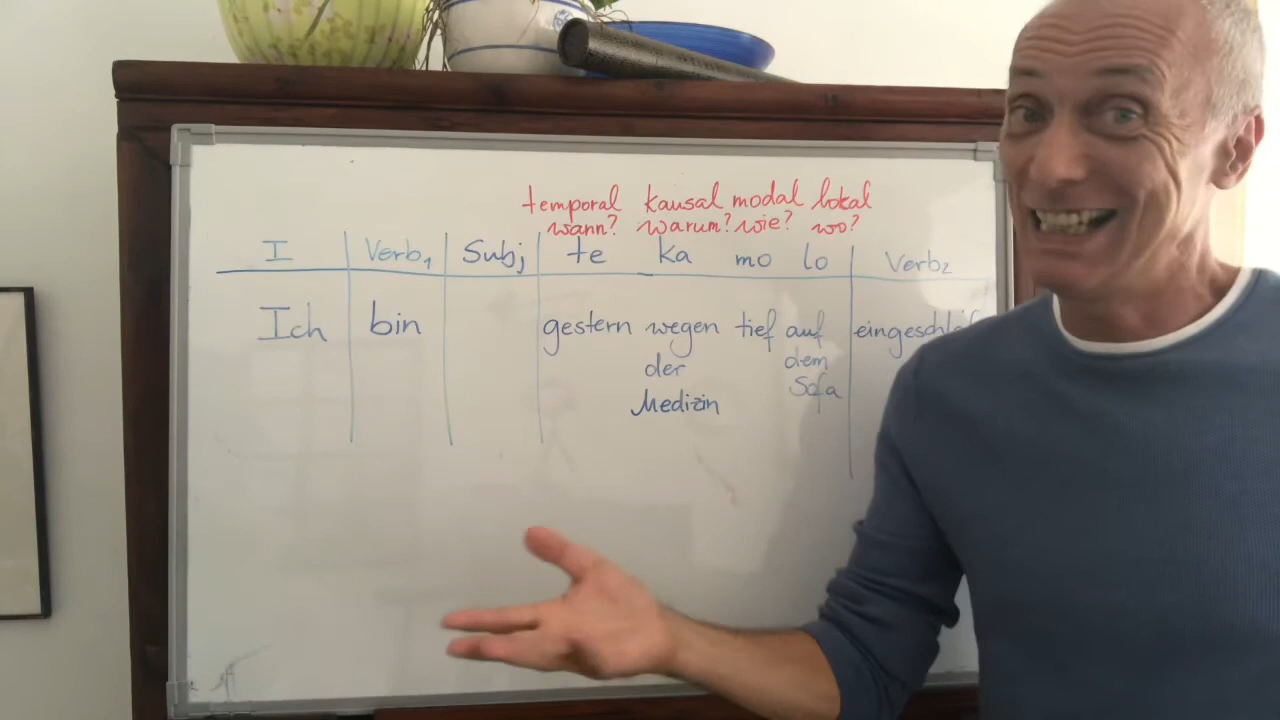 temporal kausal modal lokal
wann? warum? wie? wo?
I Verb1 Subj te ka mo lo Verb2
Ich bin gestern wegen tief auf
der dem
Medizin Sofa